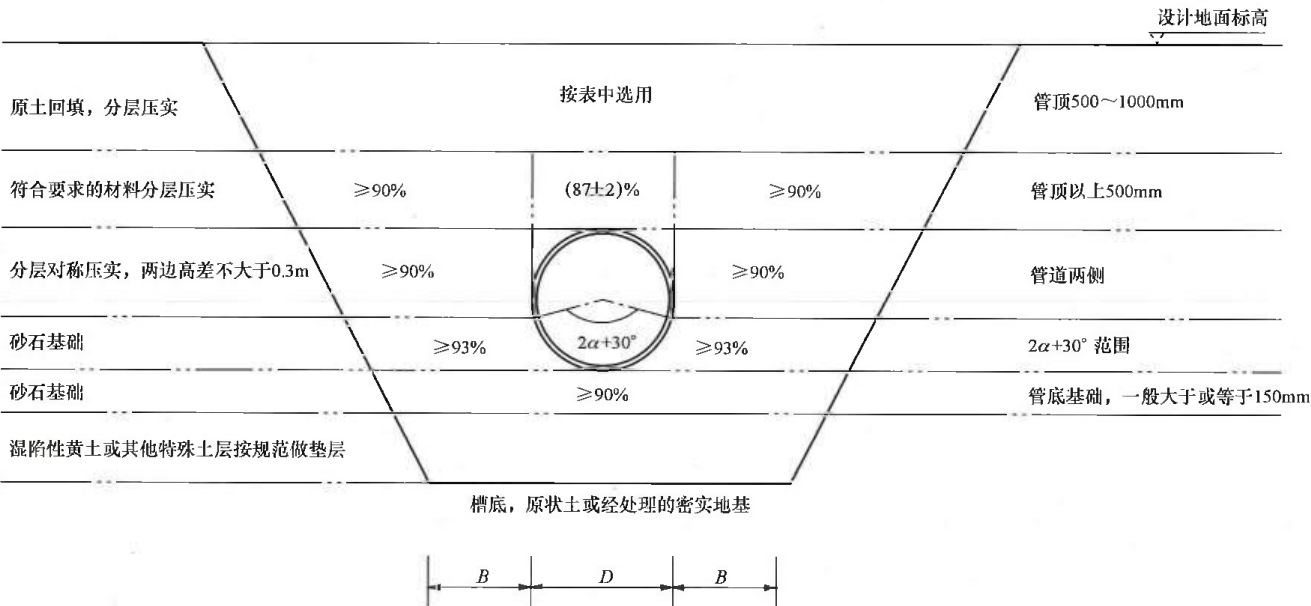 设计地面标高
原土回填，分层压实
按表中选用
管顶500～1000mm
符合要求的材料分层压实
≥90%
(87±2)%
≥90%
管顶以上500mm
分层对称压实，两边高差不大于0.3m
≥90%
≥90%
管道两侧
砂石基础
≥93%
2α+30°
≥93%
2α+30° 范围
砂石基础
≥90%
管底基础，一般大于或等于150mm
湿陷性黄土或其他特殊土层按规范做垫层
槽底，原状土或经处理的密实地基
B
D
B